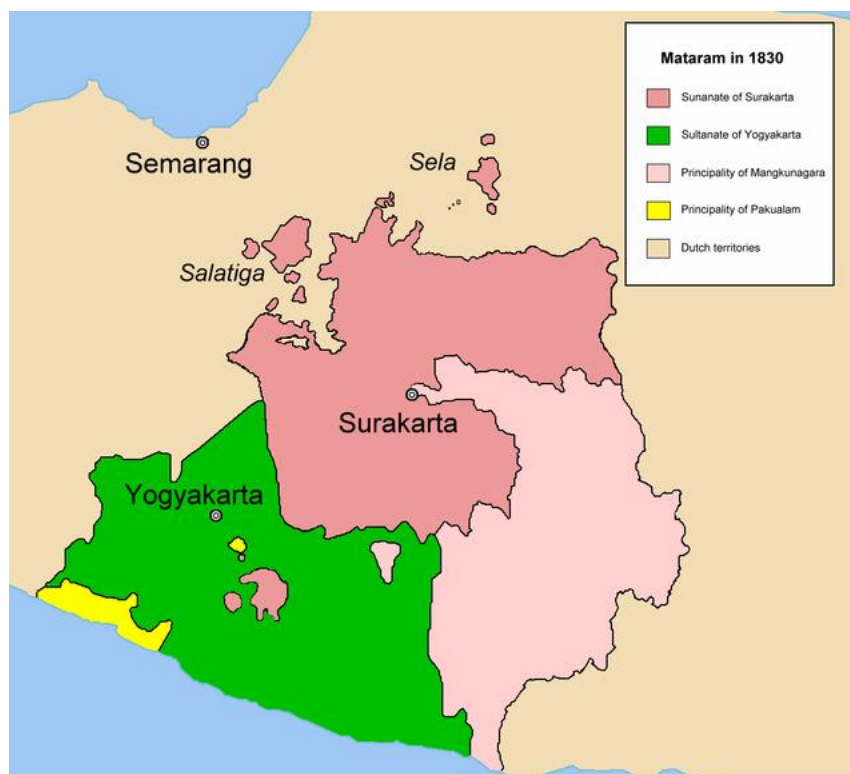 Mataram in 1830
Sunanate of Surakarta
Sultanate of Yogyakarta
Principality of Mangkunagara
Principality of Pakualam
Dutch territories
Semarang
Sela
Salatiga
Surakarta
Yogyakarta